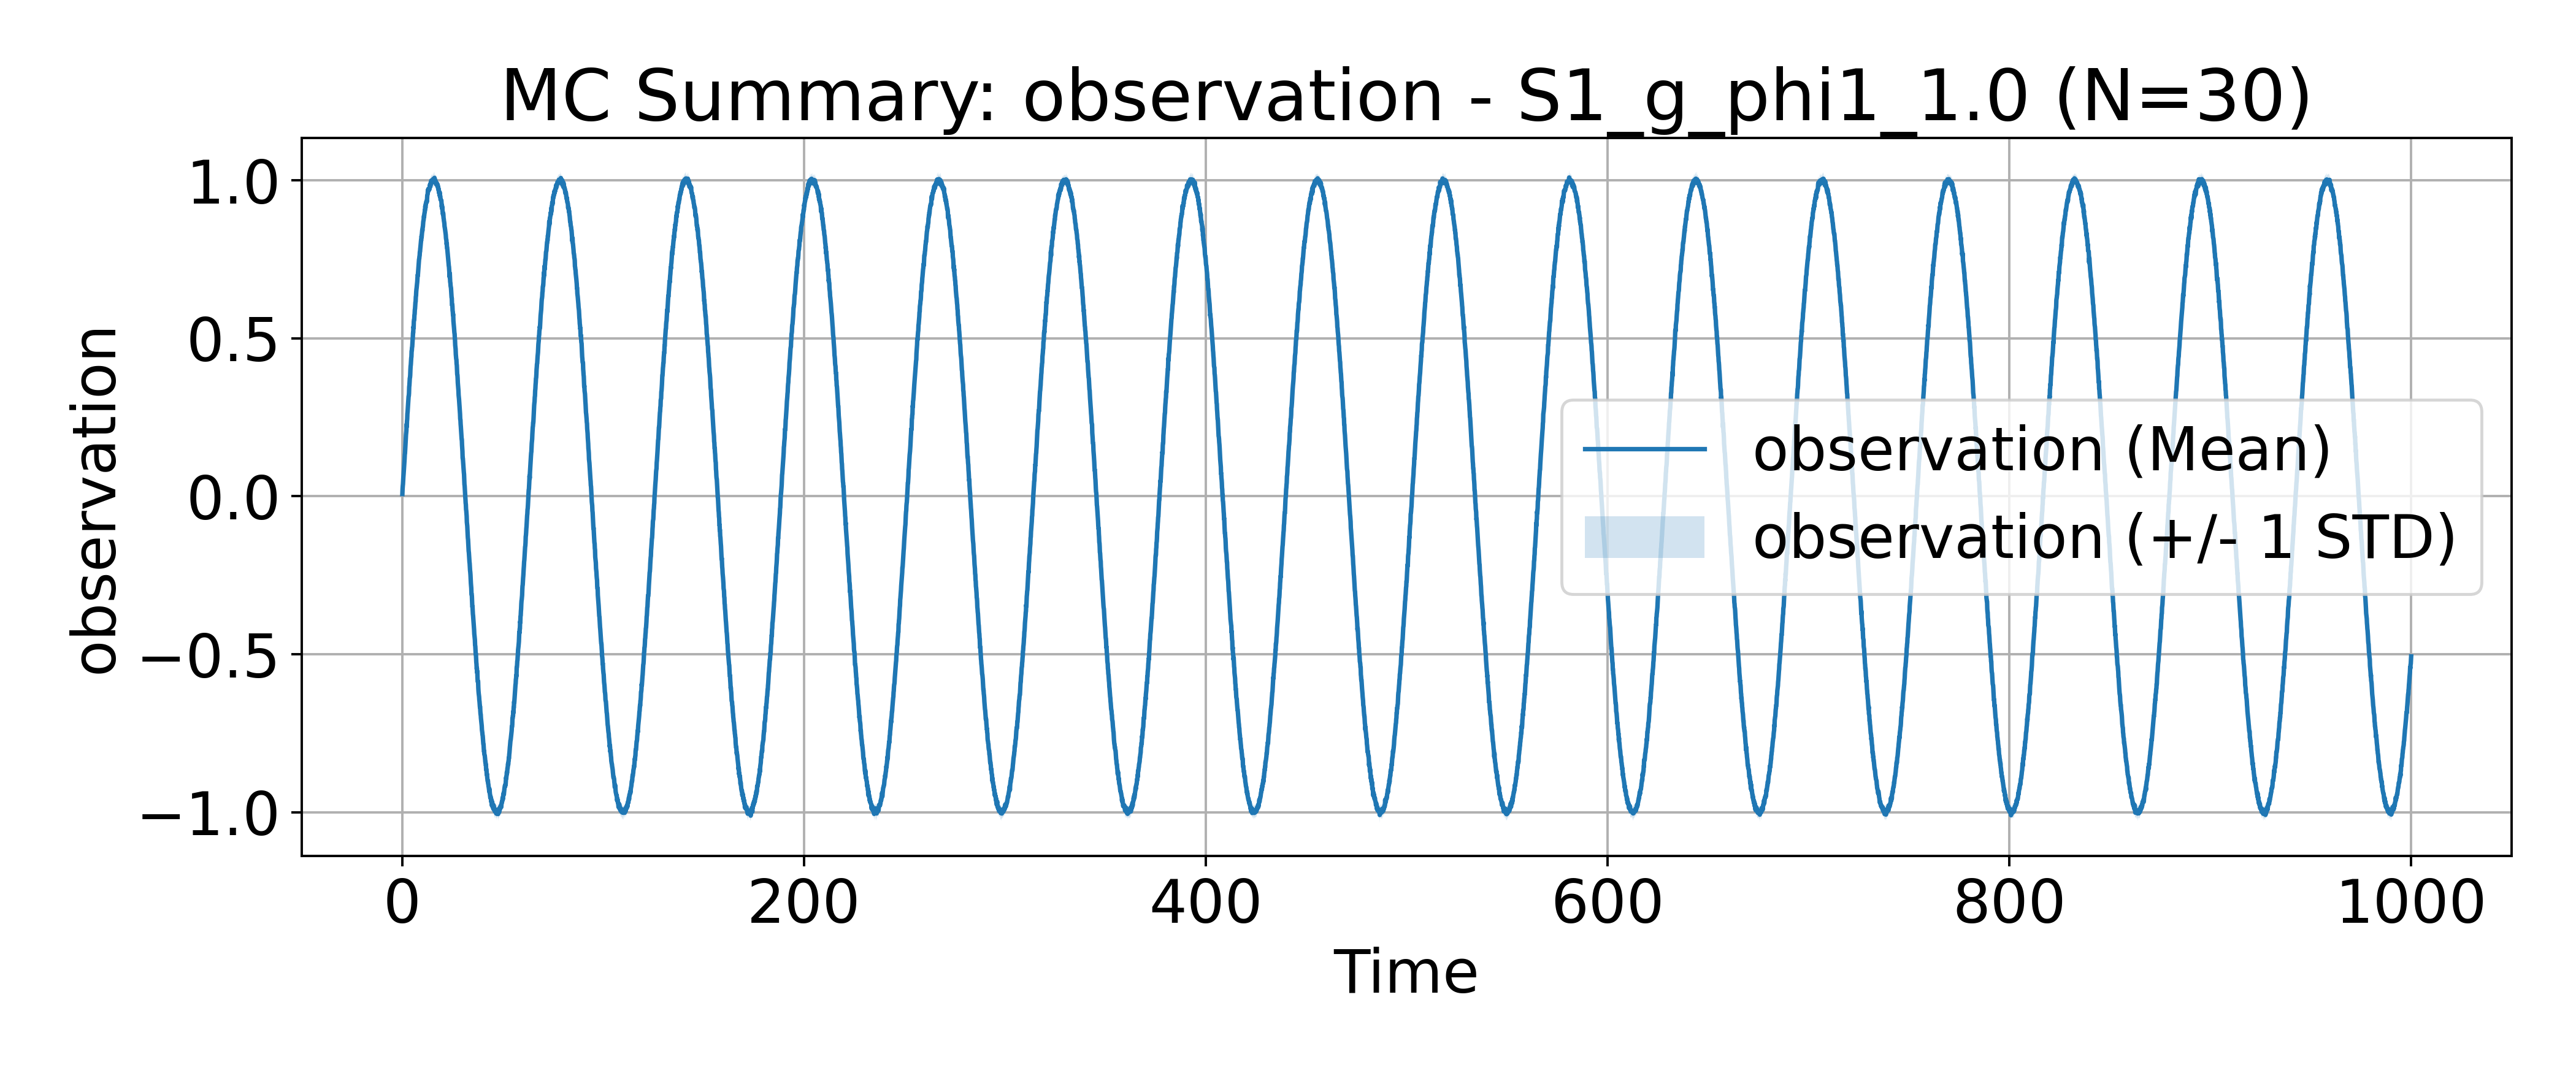 MC Summary: observation - S1_g_phi1_1.0 (N=30)
1.0
0.5
0.0
−0.5
−1.0
observation
observation (Mean)
observation (+/- 1 STD)
0 200 400 600 800 1000
Time